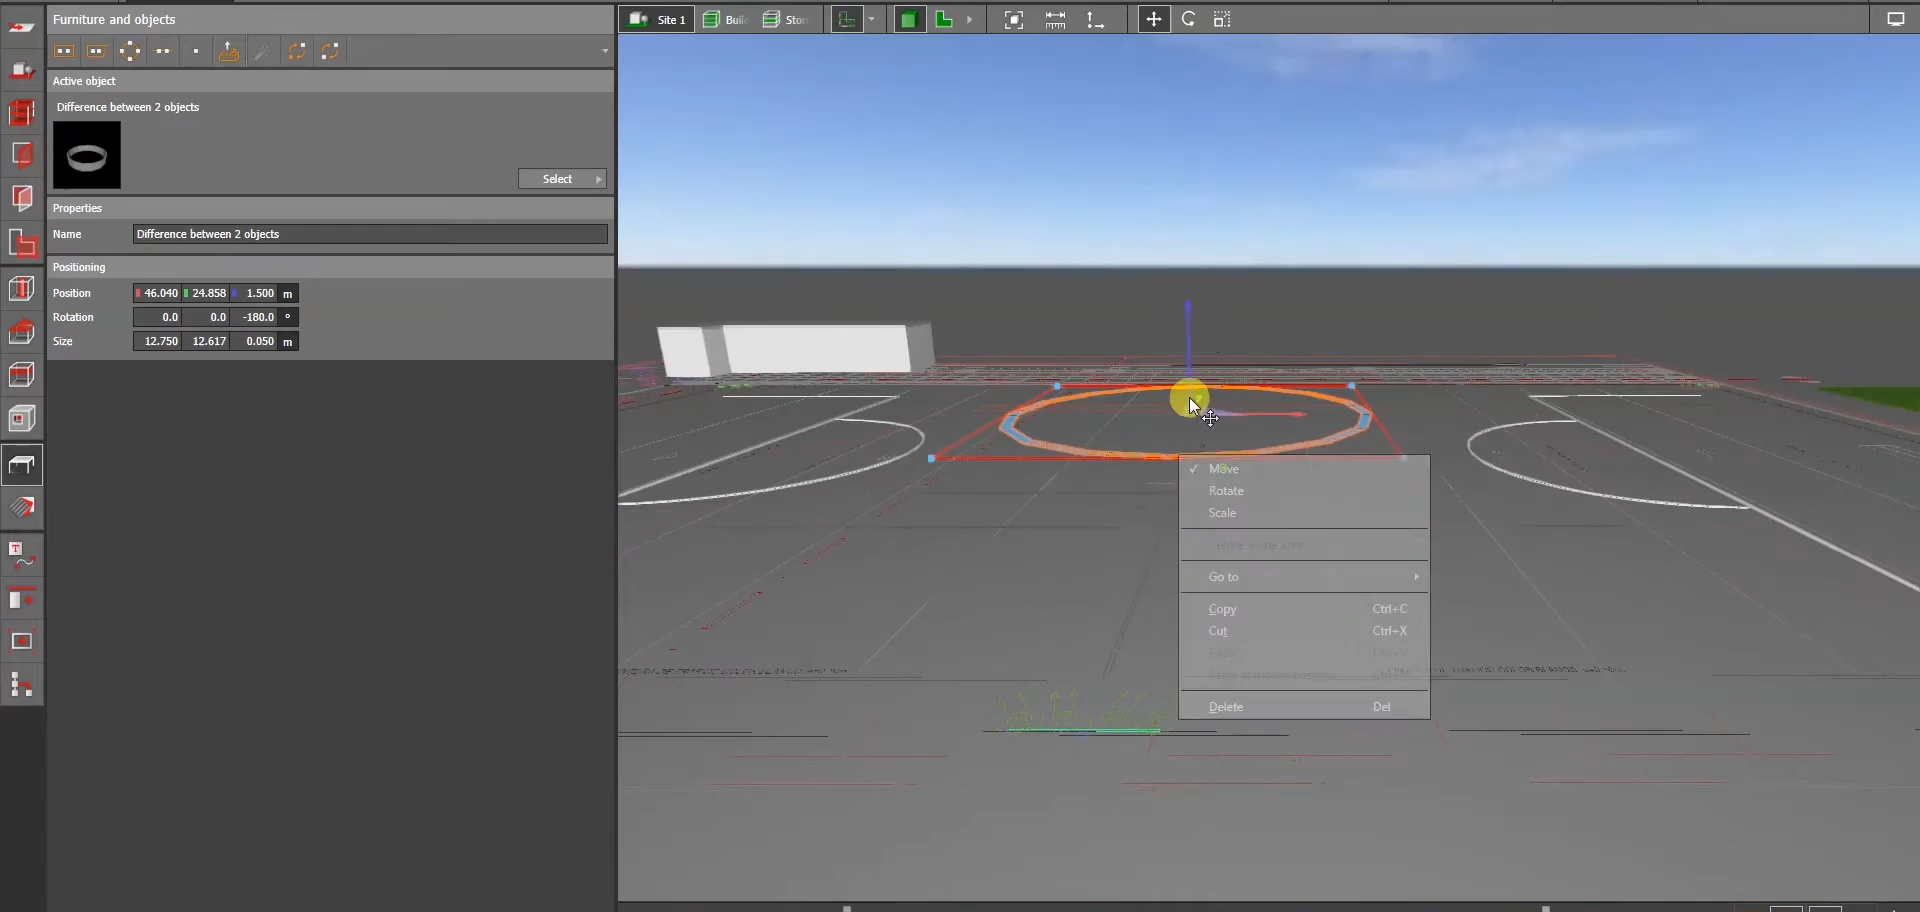 Furniture and objects
Site 1
Active object
Difference between 2 objects
Select
Properties
Name
Difference between 2 objects
Positioning
Position
46.040
24.858
1.500
m
Rotation
0.0
0.0
-180.0
°
Size
12.750
12.617
0.050
m
Move
Rotate
Scale
Go to
Copy
Ctrl+C
Cut
Ctrl+X
Delete
Del